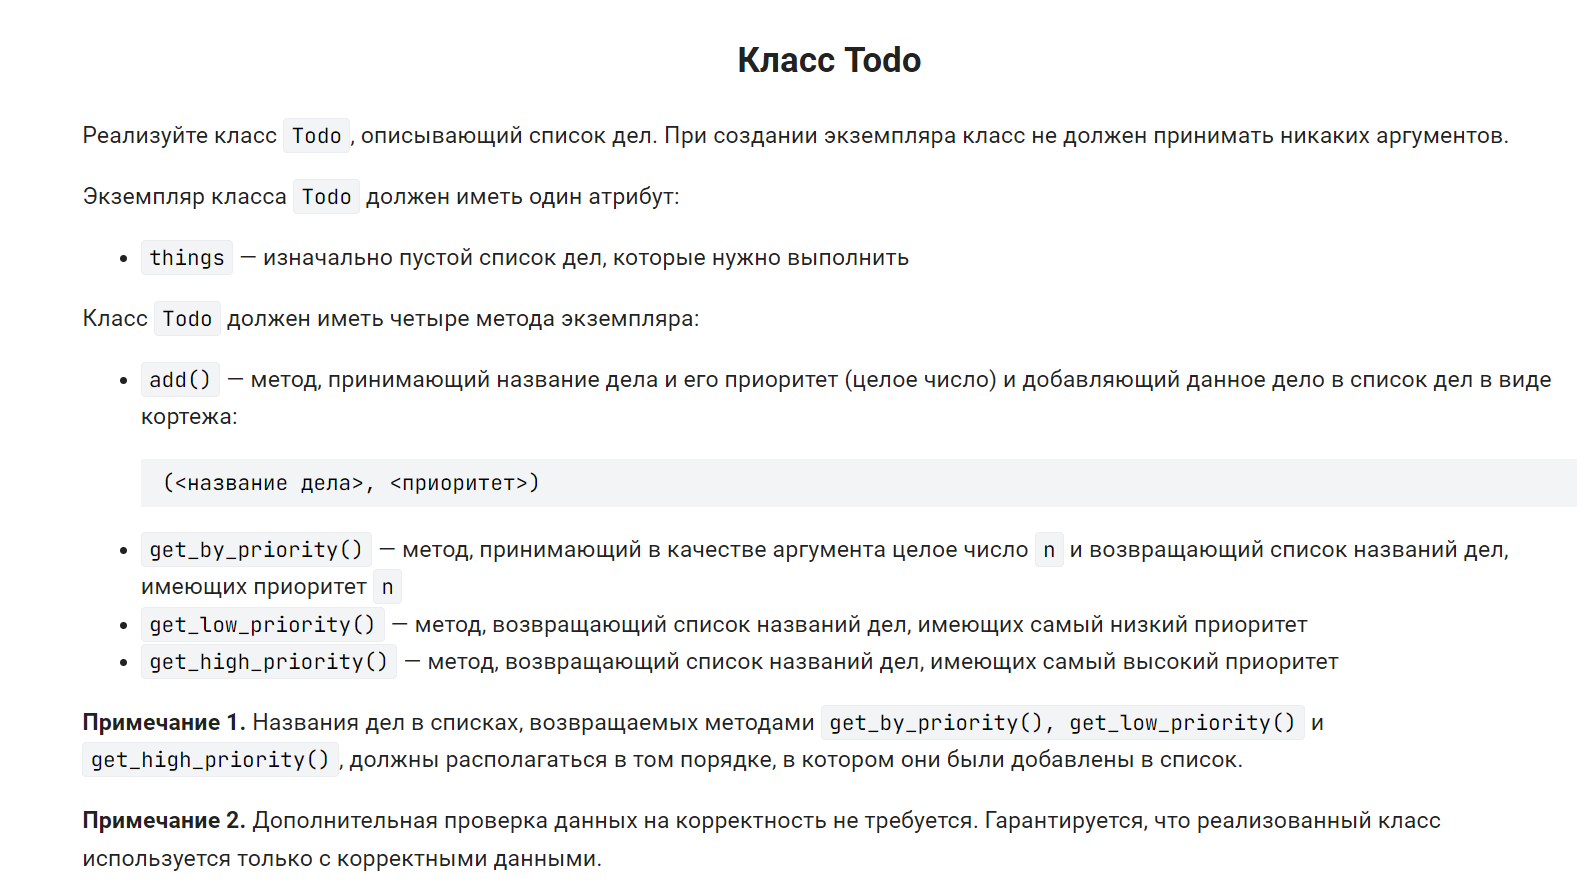 Класс Todo
Реализуйте класс Todo, описывающий список дел. При создании экземпляра класс не должен принимать никаких аргументов.
Экземпляр класса Todo должен иметь один атрибут:
• things — изначально пустой список дел, которые нужно выполнить
Класс Todo должен иметь четыре метода экземпляра:
• add() — метод, принимающий название дела и его приоритет (целое число) и добавляющий данное дело в список дел в виде
кортежа:
(<название дела>, <приоритет>)
• get_by_priority() — метод, принимающий в качестве аргумента целое число n и возвращающий список названий дел,
имеющих приоритет n
• get_low_priority() — метод, возвращающий список названий дел, имеющих самый низкий приоритет
• get_high_priority() — метод, возвращающий список названий дел, имеющих самый высокий приоритет
Примечание 1. Названия дел в списках, возвращаемых методами get_by_priority(), get_low_priority() и
get_high_priority(), должны располагаться в том порядке, в котором они были добавлены в список.
Примечание 2. Дополнительная проверка данных на корректность не требуется. Гарантируется, что реализованный класс
используется только с корректными данными.